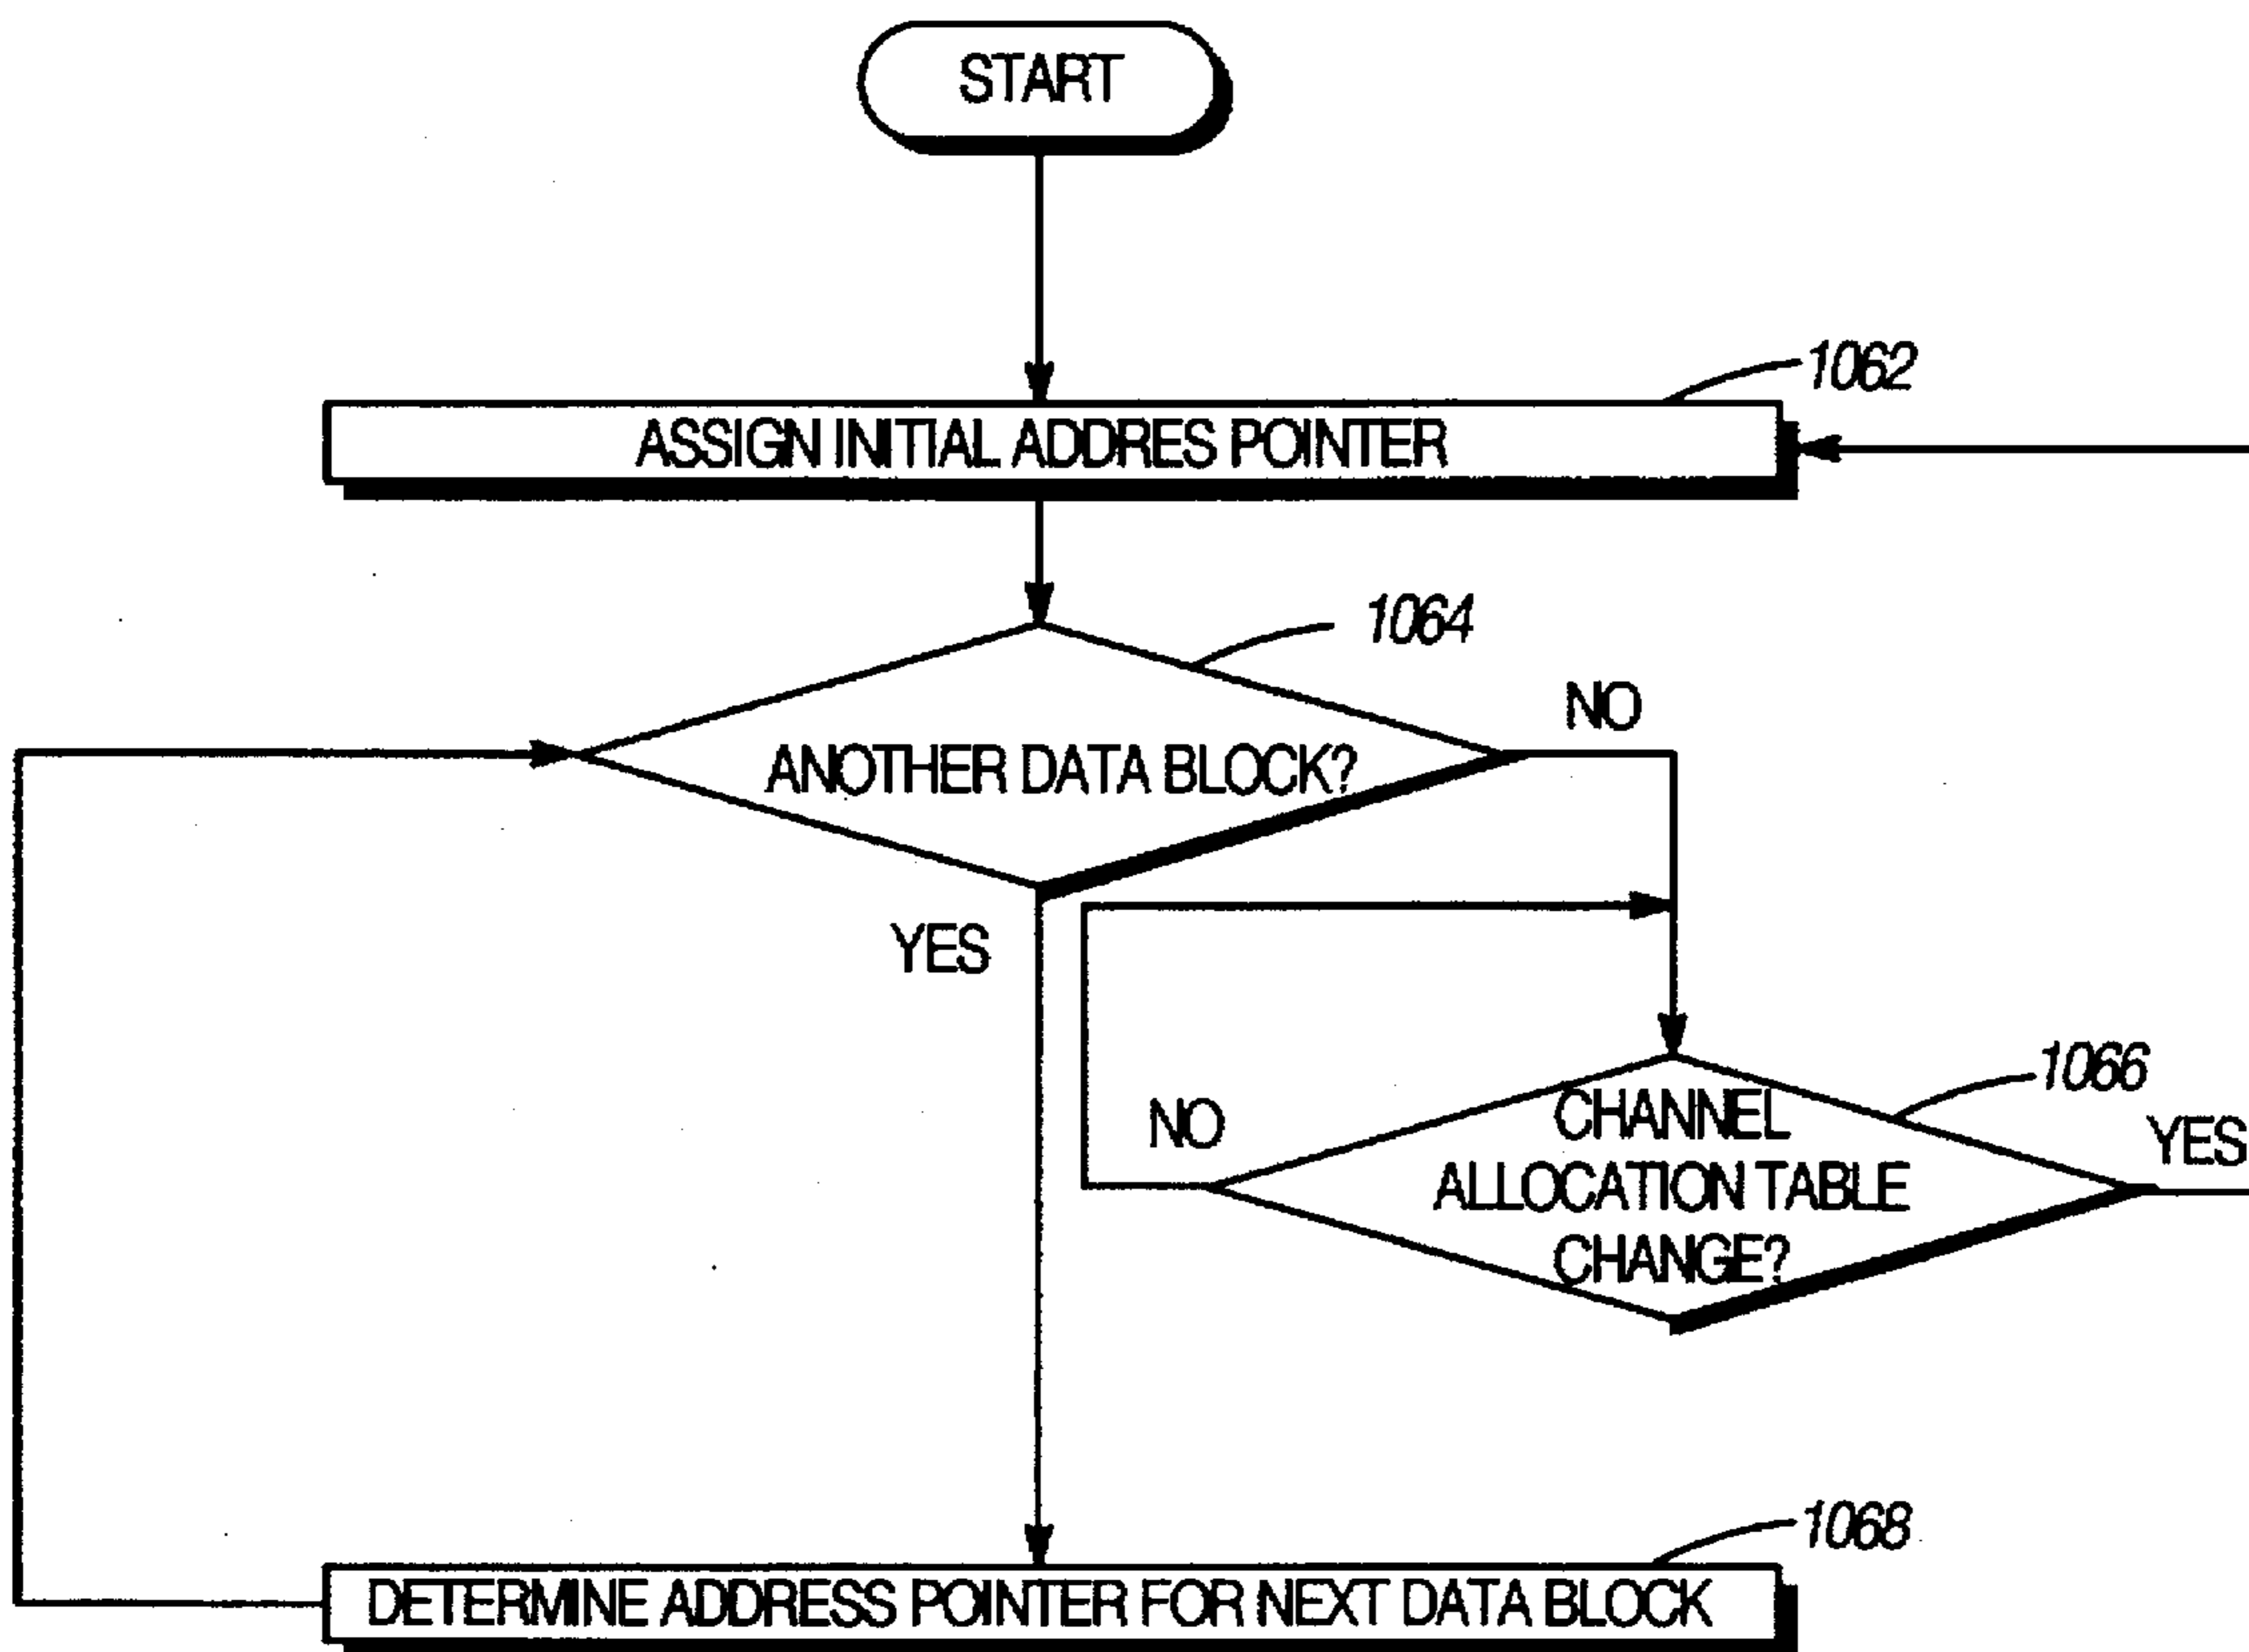 START
1062
ASSIGN INITIAL ADDRES POINTER
1064
NO
ANOTHER DATA BLOCK?
YES
1066
NO
CHANNEL
YES
ALLOCATION TABLE
CHANGE?
1068
DETERMINE ADDRESS POINTER FOR NEXT DATA BLOCK